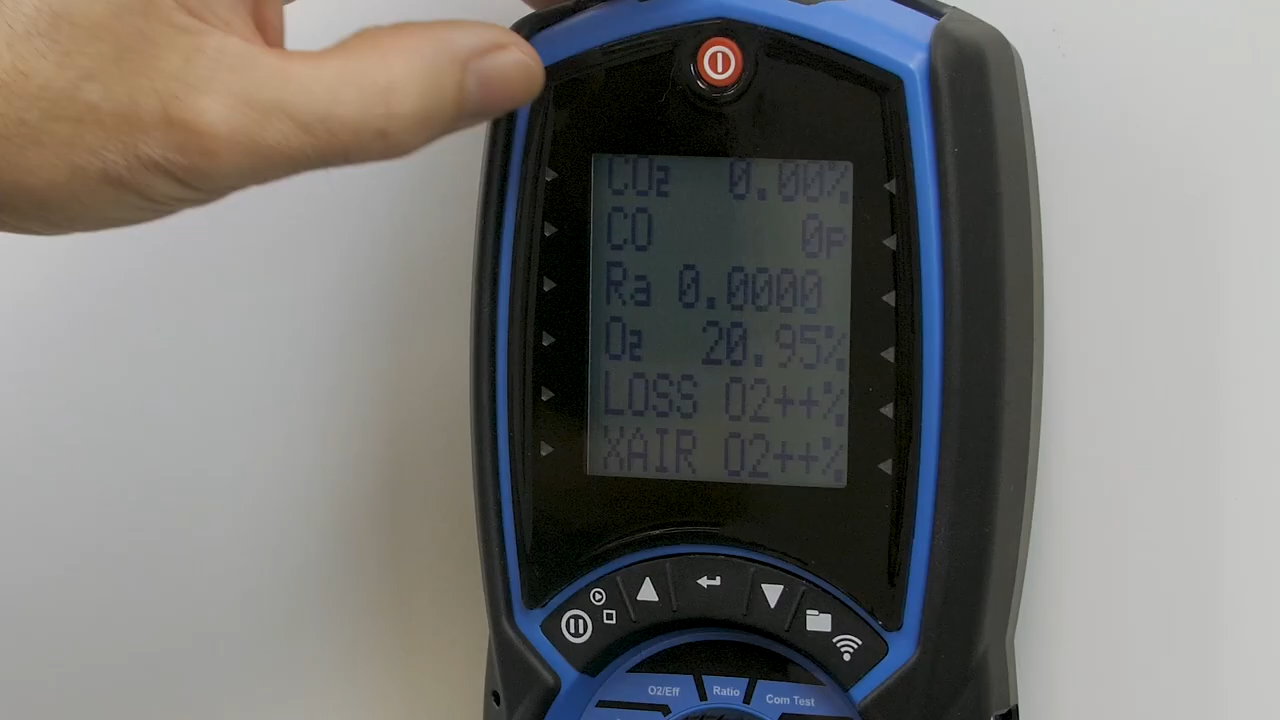 CO₂ 0.00%
CO 0p
Ra 0.0000
O₂ 20.95%
LOSS O2++%
XAIR O2++%
O2/Eff Ratio Com Test